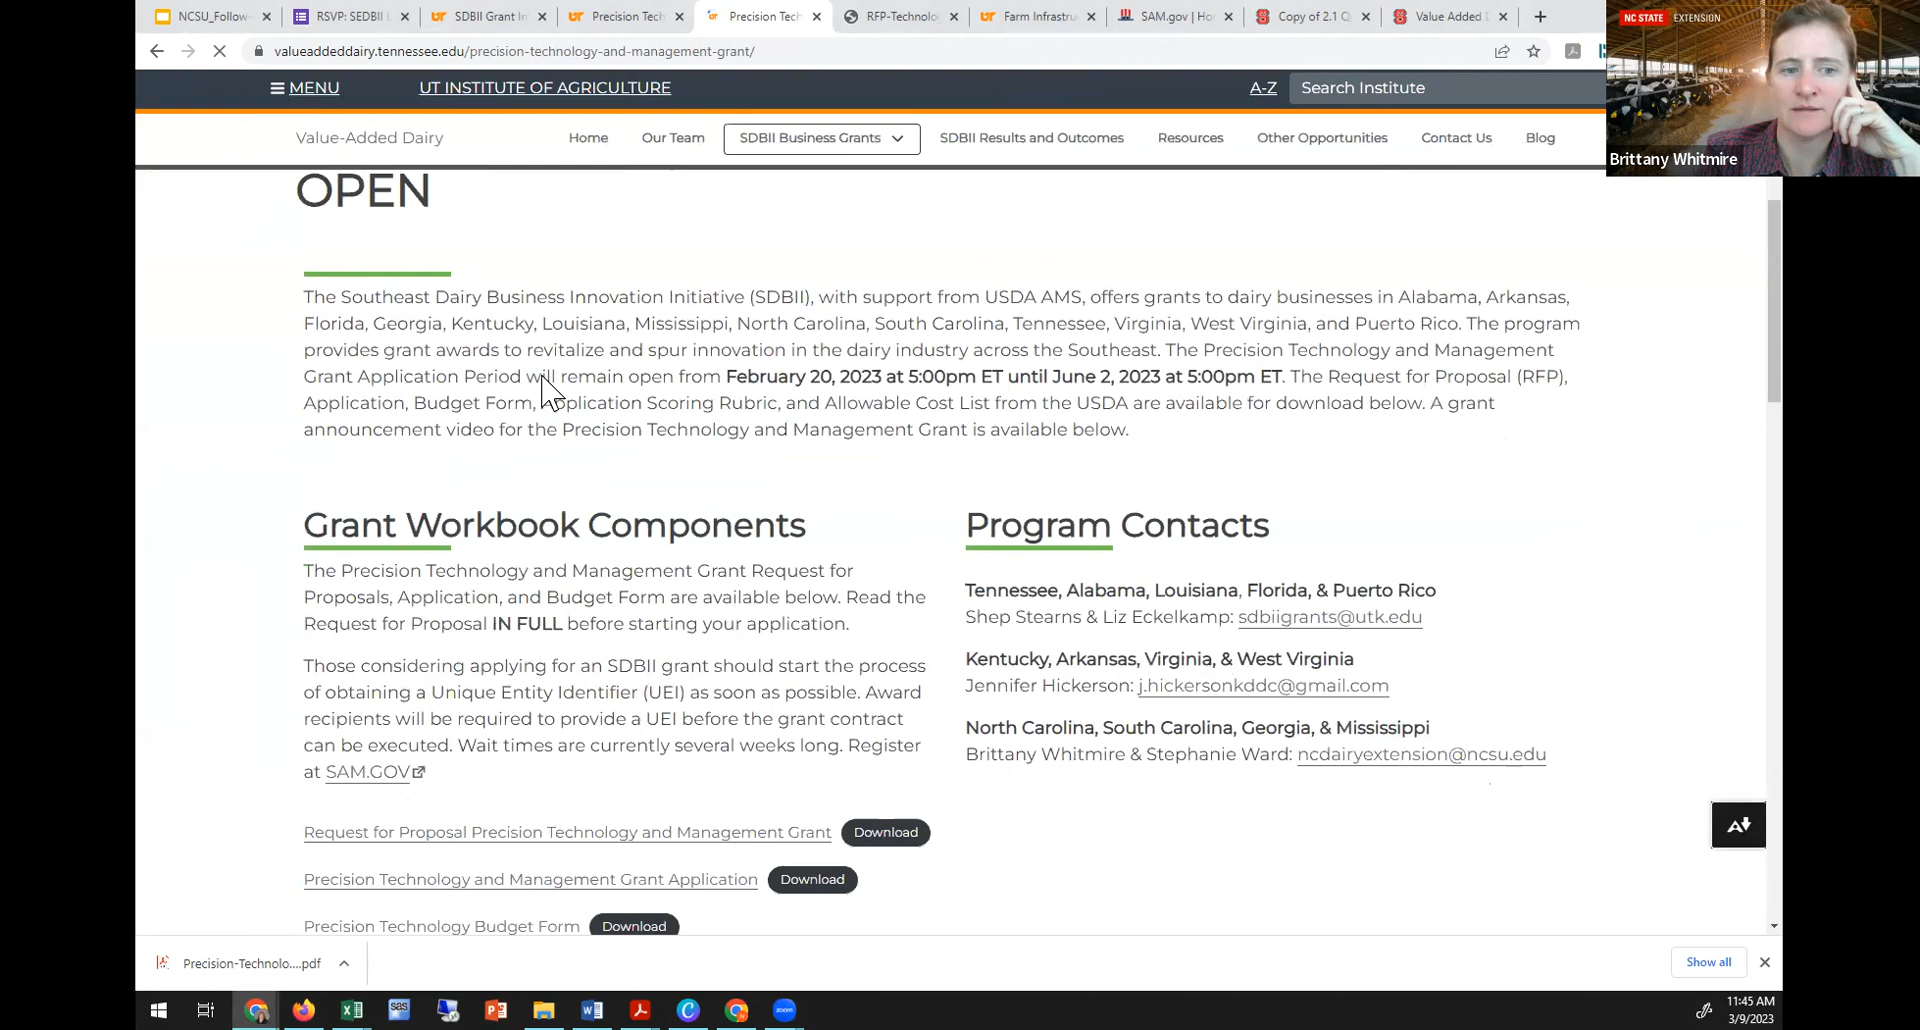 NCSU_Follow-
RSVP: SEDBII
SDBII Grant In
Precision Tech
Precision Tech
RFP-Technolo
Farm Infrastru
SAM.gov | Ho
Copy of 2.1 Q
Value Added D
NC STATE EXTENSION
valueaddeddairy.tennessee.edu/precision-technology-and-management-grant/
MENU
UT INSTITUTE OF AGRICULTURE
A-Z
Search Institute
Value-Added Dairy
Home
Our Team
SDBII Business Grants
SDBII Results and Outcomes
Resources
Other Opportunities
Contact Us
Blog
Brittany Whitmire
OPEN
The Southeast Dairy Business Innovation Initiative (SDBII), with support from USDA AMS, offers grants to dairy businesses in Alabama, Arkansas,
Florida, Georgia, Kentucky, Louisiana, Mississippi, North Carolina, South Carolina, Tennessee, Virginia, West Virginia, and Puerto Rico. The program
provides grant awards to revitalize and spur innovation in the dairy industry across the Southeast. The Precision Technology and Management
Grant Application Period will remain open from February 20, 2023 at 5:00pm ET until June 2, 2023 at 5:00pm ET. The Request for Proposal (RFP),
Application, Budget Form, Application Scoring Rubric, and Allowable Cost List from the USDA are available for download below. A grant
announcement video for the Precision Technology and Management Grant is available below.
Grant Workbook Components
The Precision Technology and Management Grant Request for
Proposals, Application, and Budget Form are available below. Read the
Request for Proposal IN FULL before starting your application.
Those considering applying for an SDBII grant should start the process
of obtaining a Unique Entity Identifier (UEI) as soon as possible. Award
recipients will be required to provide a UEI before the grant contract
can be executed. Wait times are currently several weeks long. Register
at SAM.GOV
Request for Proposal Precision Technology and Management Grant Download
Precision Technology and Management Grant Application Download
Precision Technology Budget Form Download
Program Contacts
Tennessee, Alabama, Louisiana, Florida, & Puerto Rico
Shep Stearns & Liz Eckelkamp: sdbiigrants@utk.edu
Kentucky, Arkansas, Virginia, & West Virginia
Jennifer Hickerson: j.hickersonkddc@gmail.com
North Carolina, South Carolina, Georgia, & Mississippi
Brittany Whitmire & Stephanie Ward: ncdairyextension@ncsu.edu
Precision-Technolo....pdf
Show all
sas
zoom
11:45 AM
3/9/2023